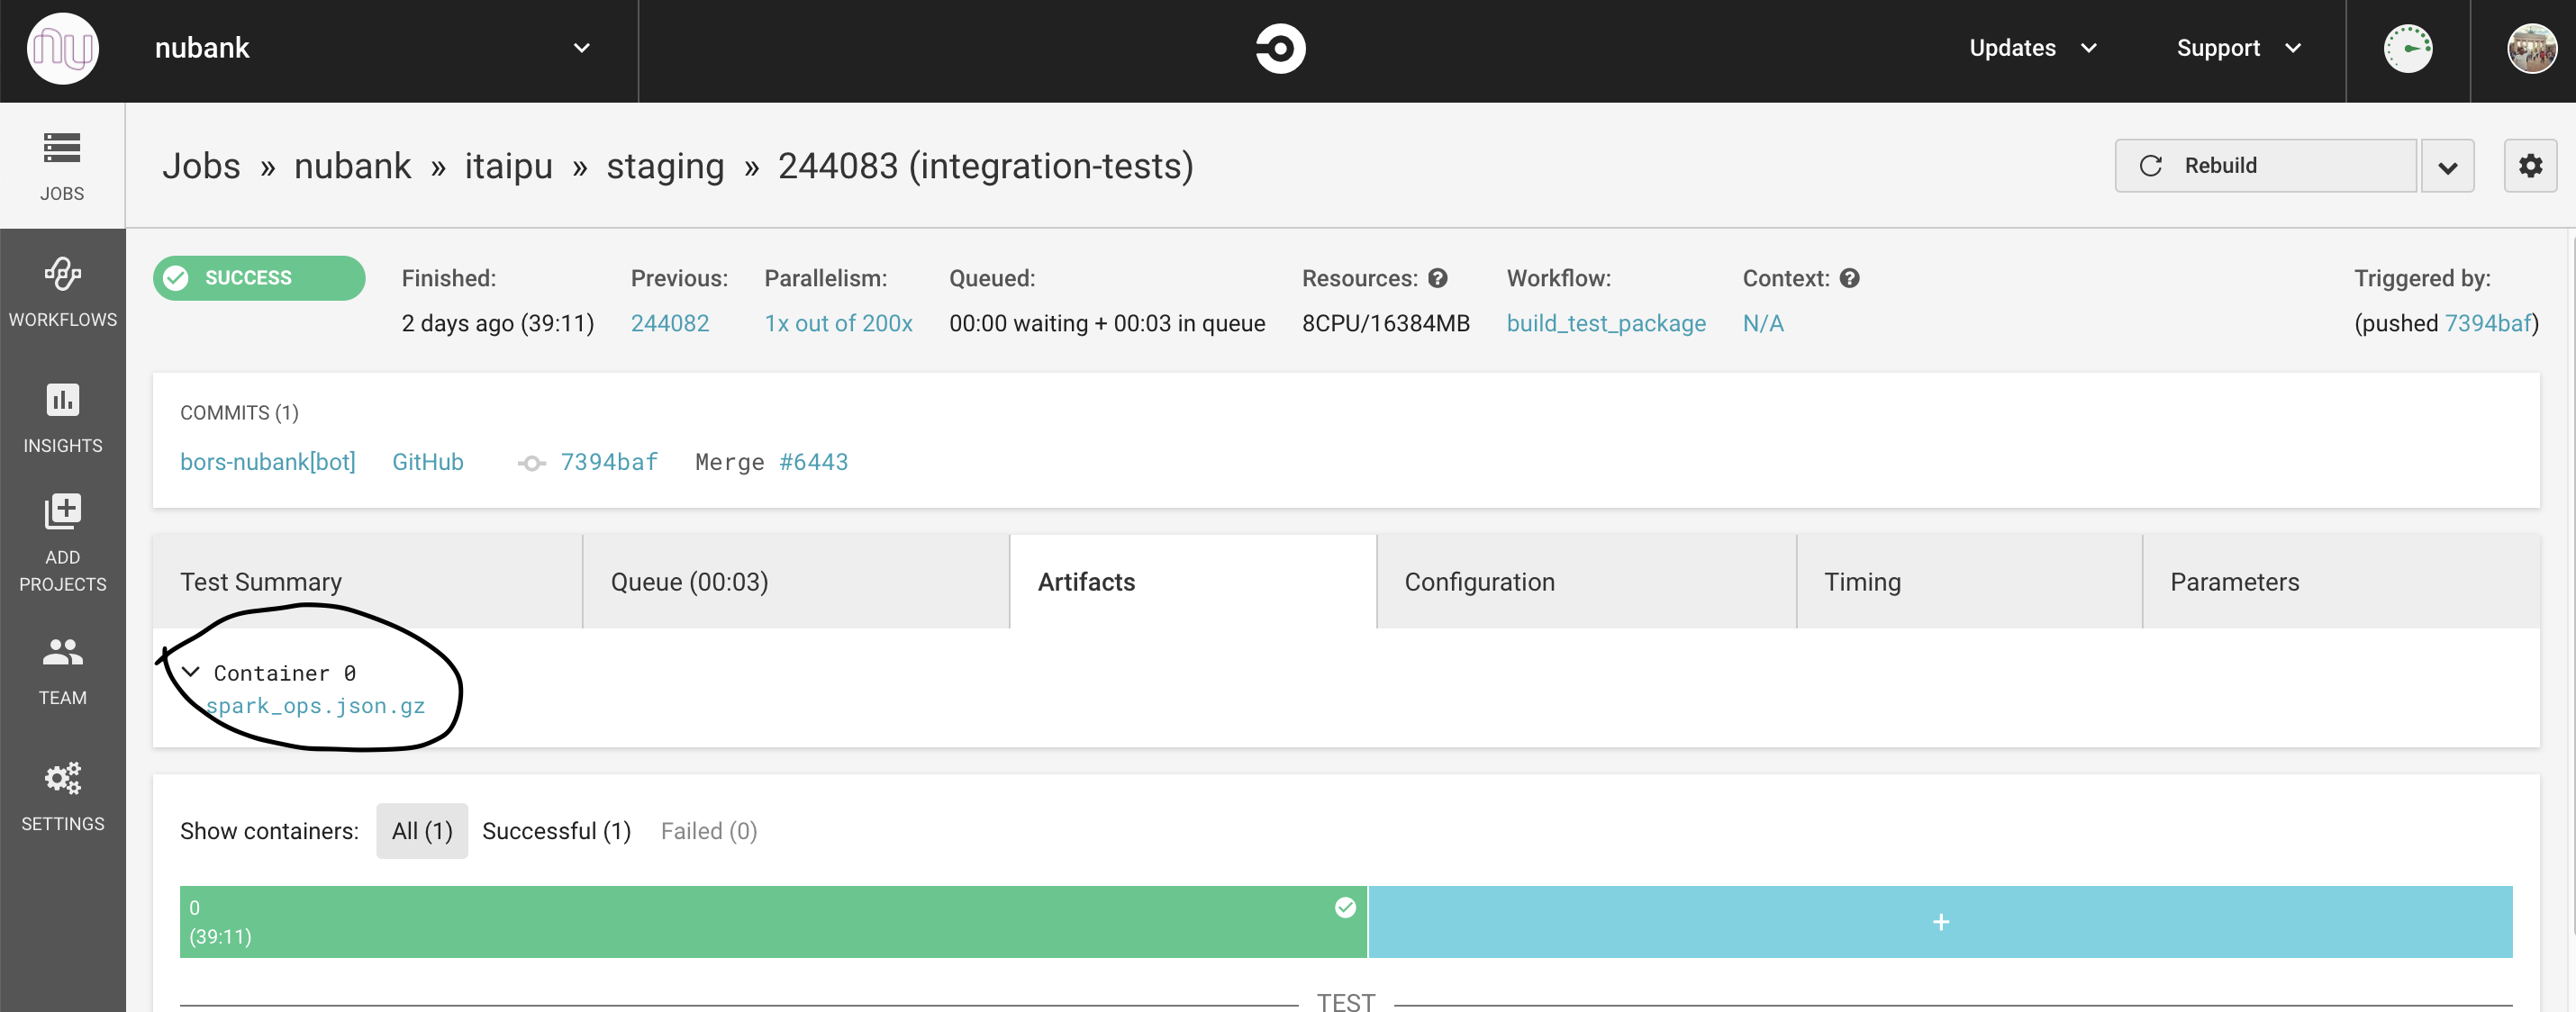 nu
nubank
Updates
Support
JOBS
WORKFLOWS
INSIGHTS
ADD
PROJECTS
TEAM
SETTINGS
Jobs » nubank » itaipu » staging » 244083 (integration-tests)
Rebuild
SUCCESS
Finished:
2 days ago (39:11)
Previous:
244082
Parallelism:
1x out of 200x
Queued:
00:00 waiting + 00:03 in queue
Resources: ?
8CPU/16384MB
Workflow:
build_test_package
Context: ?
N/A
Triggered by:
(pushed 7394baf)
COMMITS (1)
bors-nubank[bot] GitHub 7394baf Merge #6443
Test Summary
Queue (00:03)
Artifacts
Configuration
Timing
Parameters
Container 0
spark_ops.json.gz
Show containers: All (1) Successful (1) Failed (0)
0
(39:11)
+
TEST